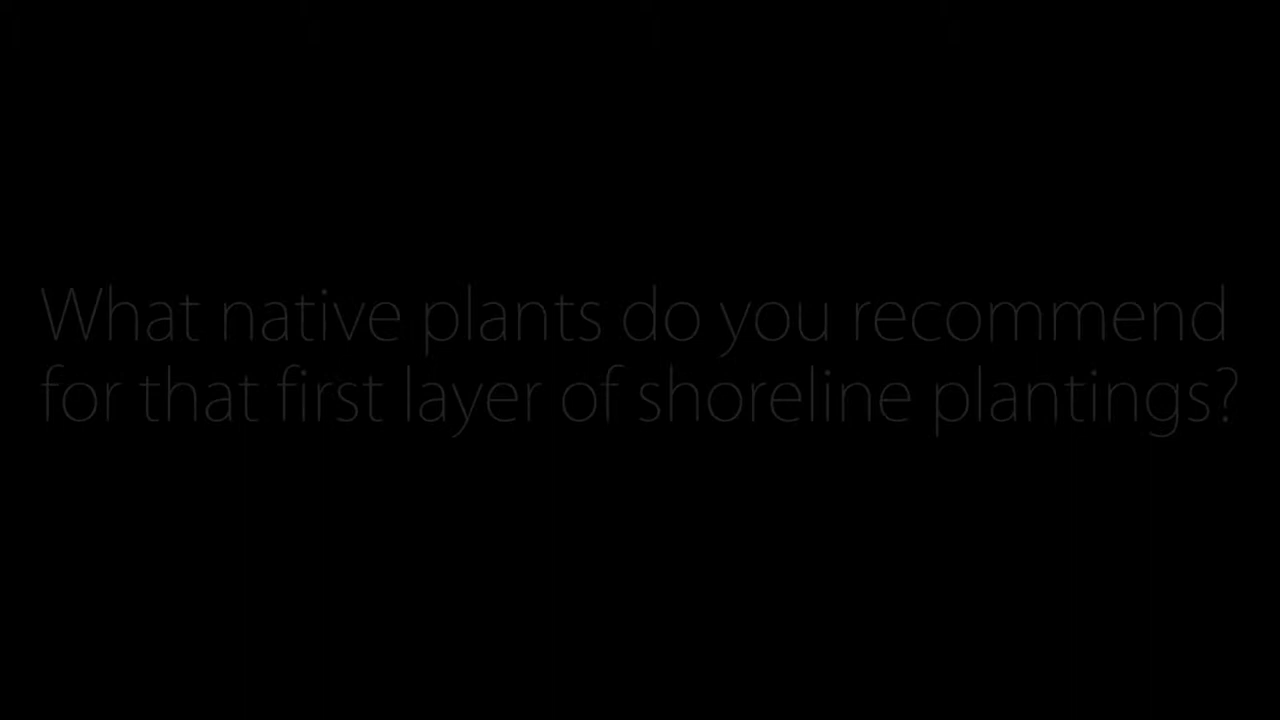 What native plants do you recommend
for that first layer of shoreline plantings?